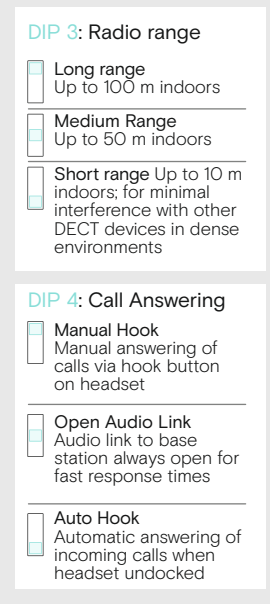 DIP 3: Radio range
Long range
Up to 100 m indoors
Medium Range
Up to 50 m indoors
Short range Up to 10 m
indoors; for minimal
interference with other
DECT devices in dense
environments
DIP 4: Call Answering
Manual Hook
Manual answering of
calls via hook button
on headset
Open Audio Link
Audio link to base
station always open for
fast response times
Auto Hook
Automatic answering of
incoming calls when
headset undocked